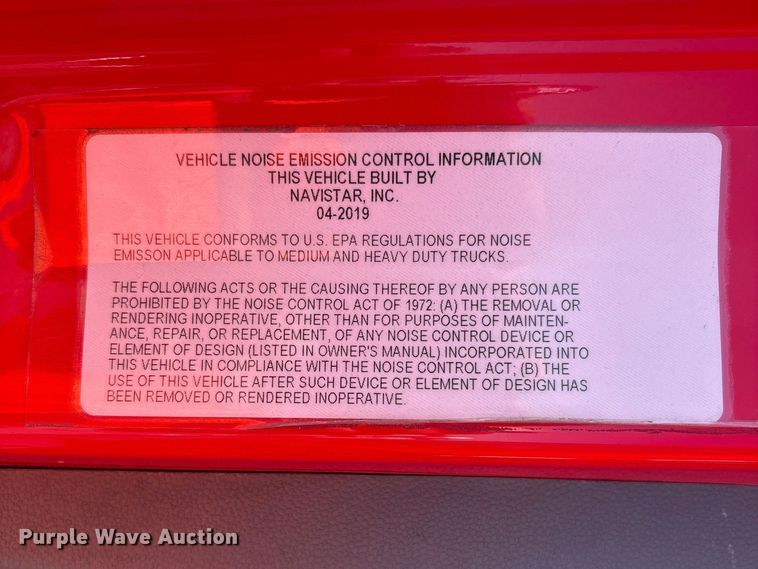 VEHICLE NOISE EMISSION CONTROL INFORMATION
THIS VEHICLE BUILT BY
NAVISTAR, INC.
04-2019
THIS VEHICLE CONFORMS TO U.S. EPA REGULATIONS FOR NOISE
EMISSON APPLICABLE TO MEDIUM AND HEAVY DUTY TRUCKS.
THE FOLLOWING ACTS OR THE CAUSING THEREOF BY ANY PERSON ARE
PROHIBITED BY THE NOISE CONTROL ACT OF 1972: (A) THE REMOVAL OR
RENDERING INOPERATIVE, OTHER THAN FOR PURPOSES OF MAINTEN-
ANCE, REPAIR, OR REPLACEMENT, OF ANY NOISE CONTROL DEVICE OR
ELEMENT OF DESIGN (LISTED IN OWNER'S MANUAL) INCORPORATED INTO
THIS VEHICLE IN COMPLIANCE WITH THE NOISE CONTROL ACT; (B) THE
USE OF THIS VEHICLE AFTER SUCH DEVICE OR ELEMENT OF DESIGN HAS
BEEN REMOVED OR RENDERED INOPERATIVE.
Purple Wave Auction